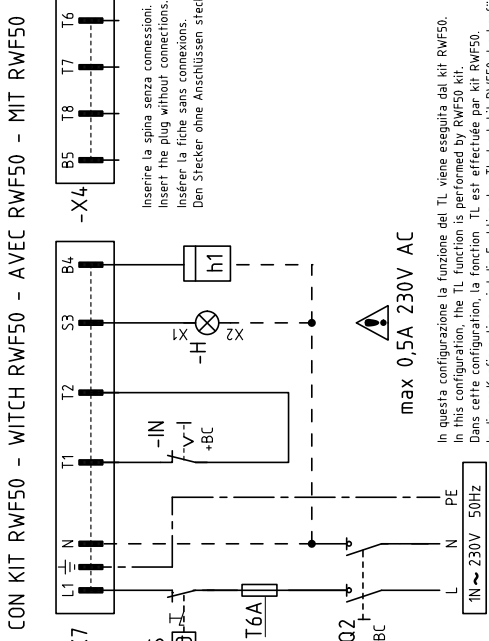 CON KIT RWF50 - WITCH RWF50 - AVEC RWF50 - MIT RWF50
L1
N
T1
T2
S3
B4
-X4
B5
T8
T7
T6
7
Inserire la spina senza connessioni.
Insert the plug without connections.
Insérer la fiche sans connexions.
Den Stecker ohne Anschlüssen
-IN
+BC
-H
X1
X2
h1
T6A
Q2
BC
max 0,5A 230V AC
L
N
PE
1N~ 230V 50Hz
In questa configurazione la funzione del TL viene eseguita dal kit RWF50.
In this configuration, the TL function is performed by RWF50 kit.
Dans cette configuration, la fonction TL est effectuée par kit RWF50.